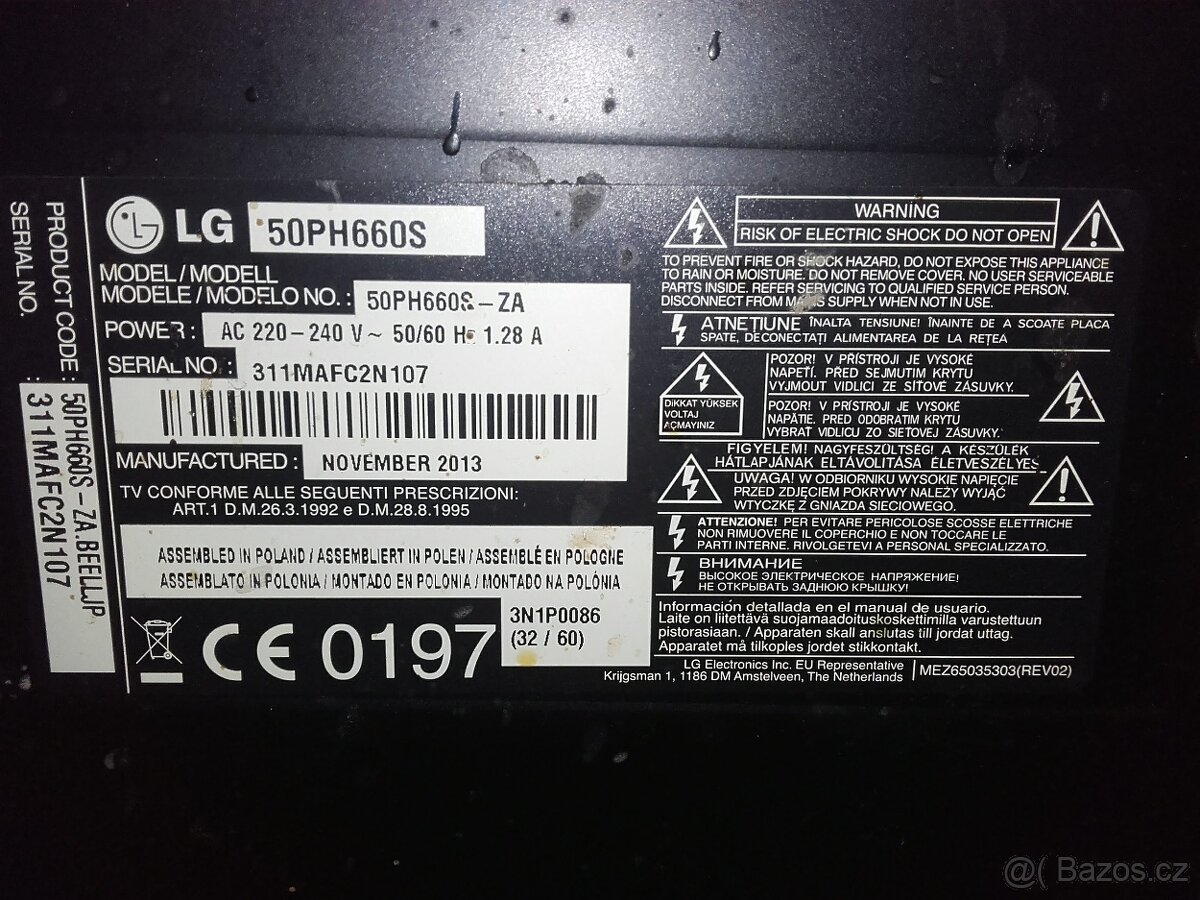 PRODUCT CODE : 50PH660S-ZA.BEELLJP
SERIAL NO. : 311MAFC2N107
LG 50PH660S
MODEL / MODELL
MODELE / MODELO NO. : 50PH660S-ZA
POWER : AC 220-240 V ~ 50/60 Hz 1.28 A
SERIAL NO : 311MAFC2N107
MANUFACTURED : NOVEMBER 2013
TV CONFORME ALLE SEGUENTI PRESCRIZIONI:
ART.1 D.M.26.3.1992 e D.M.28.8.1995
ASSEMBLED IN POLAND / ASSEMBLIERT IN POLEN / ASSEMBLÉ EN POLOGNE
ASSEMBLATO IN POLONIA / MONTADO EN POLONIA / MONTADO NA POLÓNIA
3N1P0086
(32 / 60)
CE 0197
WARNING
RISK OF ELECTRIC SHOCK DO NOT OPEN
TO PREVENT FIRE OR SHOCK HAZARD, DO NOT EXPOSE THIS APPLIANCE
TO RAIN OR MOISTURE. DO NOT REMOVE COVER. NO USER SERVICEABLE
PARTS INSIDE. REFER SERVICING TO QUALIFIED SERVICE PERSON.
DISCONNECT FROM MAINS SUPPLY WHEN NOT IN USE.
ATNEŢIUNE ÎNALTA TENSIUNE! ÎNAINTE DE A SCOATE PLACA
SPATE, DECONECTAŢI ALIMENTAREA DE LA REŢEA
DİKKAT YÜKSEK
VOLTAJ
AÇMAYINIZ
POZOR! V PŘÍSTROJI JE VYSOKÉ
NAPETÍ. PŘED SEJMUTIM KRYTU
VYJMOUT VIDLICI ZE SÍŤOVÉ ZÁSUVKY.
POZOR! V PRÍSTROJI JE VYSOKÉ
NÄPATIE. PRED ODOBRATIM KRYTU
VYBRAŤ VIDLICU ZO SIEŤOVEJ ZÁSUVKY.
FIGYELEM! NAGYFESZÜLTSÉG! A KÉSZÜLÉK
HÁTLAPJÁNAK ELTÁVOLITÁSA ÉLETVESZÉLYES
UWAGA! W ODBIORNIKU WYSOKIE NAPIĘCIE
PRZED ZDJĘCIEM POKRYWY NALEŻY WYJĄĆ
WTYCZKĘ Z GNIAZDA SIECIOWEGO.
ATTENZIONE! PER EVITARE PERICOLOSE SCOSSE ELETTRICHE
NON RIMUOVERE IL COPERCHIO E NON TOCCARE LE
PARTI INTERNE. RIVOLGETEVI A PERSONAL SPECIALIZZATO.
ВНИМАНИЕ
ВЫСОКОЕ ЭЛЕКТРИЧЕСКОЕ НАПРЯЖЕНИЕ!
НЕ ОТКРЫВАТЬ ЗАДНЮЮ КРЫШКУ!
Información detallada en el manual de usuario.
Laite on liitettävä suojamaadoituskoskettimilla varustettuun
pistorasiaan. / Apparaten skall anslutas till jordat uttag.
Apparatet må tilkoples jordet stikkontakt.
LG Electronics Inc. EU Representative
Krijgsman 1, 1186 DM Amstelveen, The Netherlands
MEZ65035303(REV02)
@( Bazoš.cz